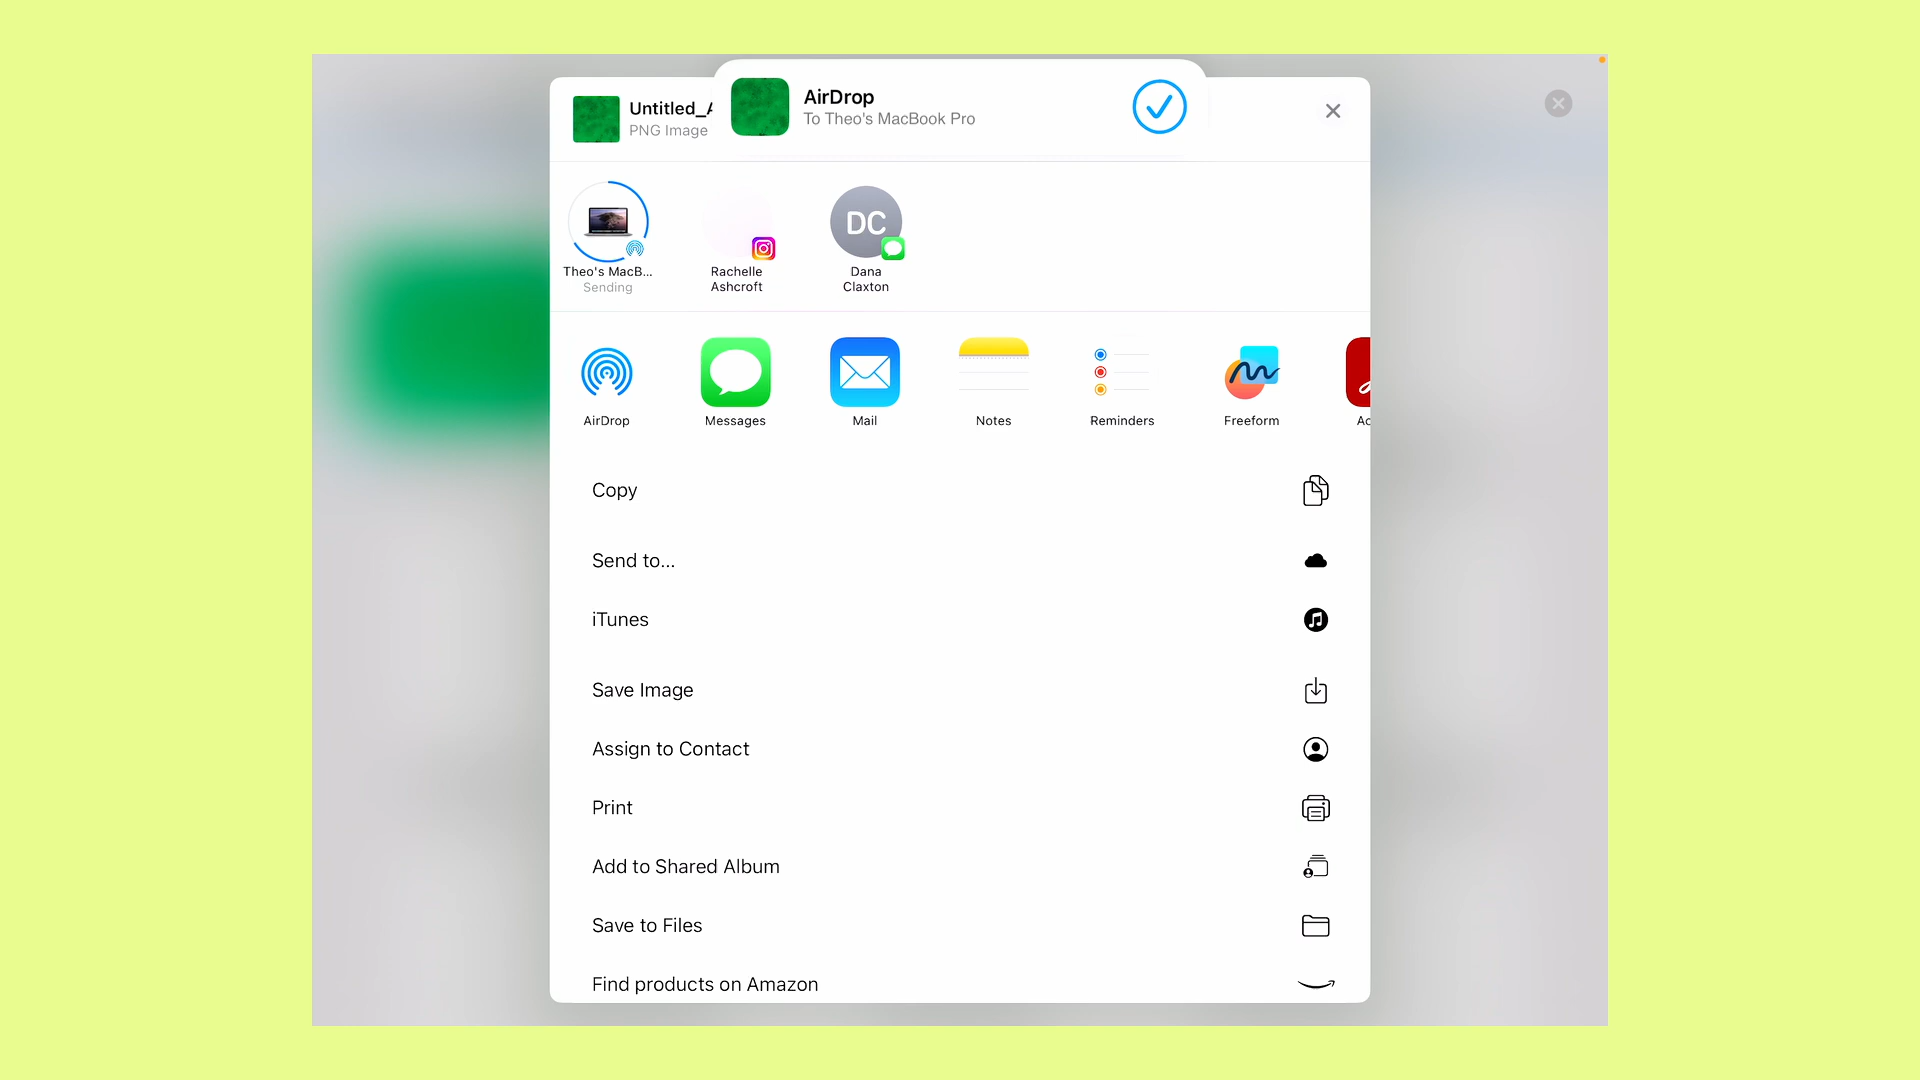 Untitled_A
PNG Image
AirDrop
To Theo's MacBook Pro
Theo's MacB...
Sending
Rachelle
Ashcroft
DC
Dana
Claxton
AirDrop
Messages
Mail
Notes
Reminders
Freeform
Ac
Copy
Send to...
iTunes
Save Image
Assign to Contact
Print
Add to Shared Album
Save to Files
Find products on Amazon